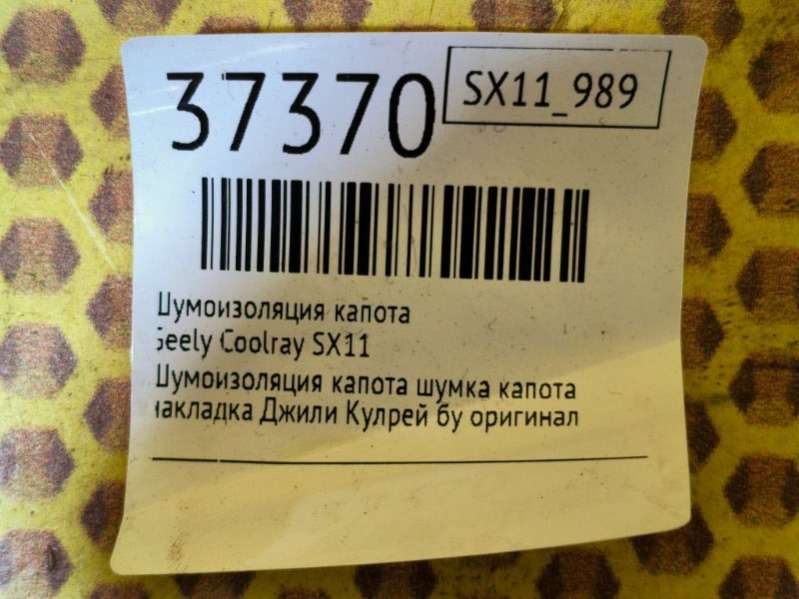 37370
SX11_989
Шумоизоляция капота
Geely Coolray SX11
Шумоизоляция капота шумка капота
накладка Джили Кулрей бу оригинал